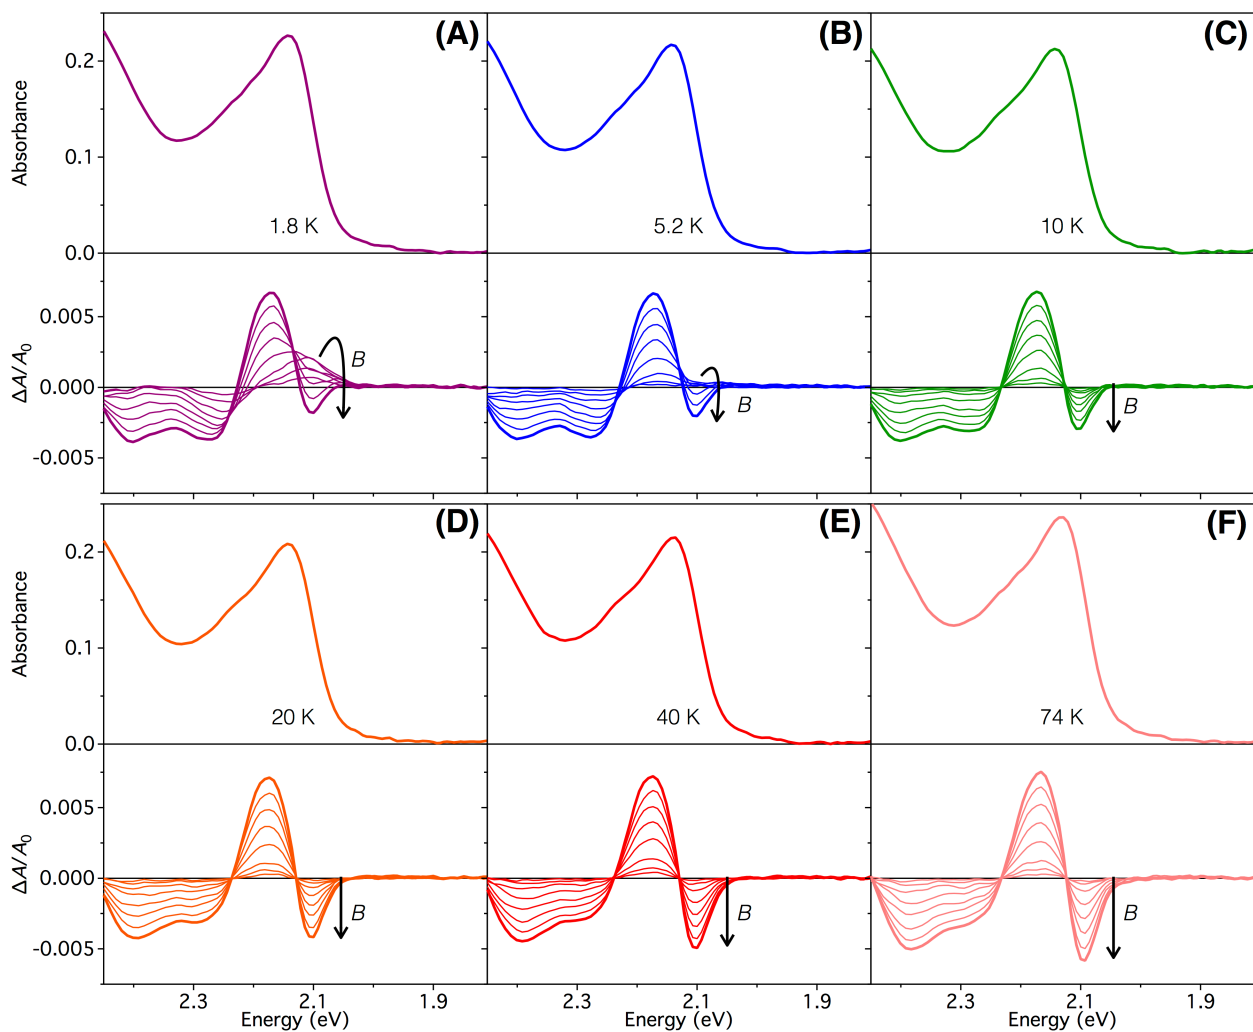 (A)
(B)
(C)
Absorbance
0.2
0.1
0.0
1.8 K
5.2 K
10 K
ΔA/A0
0.005
0.000
-0.005
B
B
B
(D)
(E)
(F)
Absorbance
0.2
0.1
0.0
20 K
40 K
74 K
ΔA/A0
0.005
0.000
-0.005
B
B
B
2.3 2.1 1.9
2.3 2.1 1.9
2.3 2.1 1.9
Energy (eV)
Energy (eV)
Energy (eV)